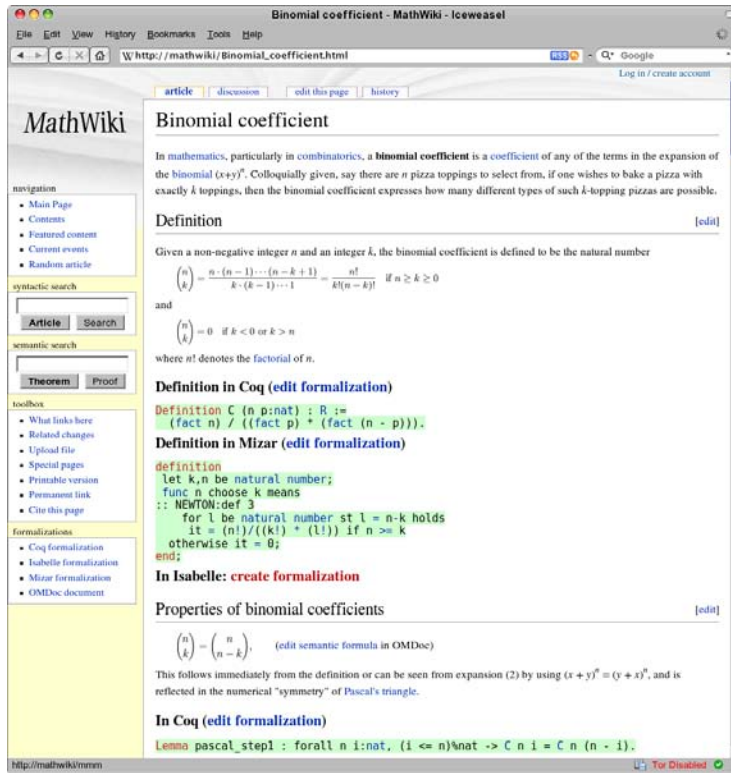 Binomial coefficient - MathWiki - Iceweasel
File Edit View History Bookmarks Tools Help
http://mathwiki/Binomial_coefficient.html RSS Google
Log in / create account
article discussion edit this page history
MathWiki
Binomial coefficient
In mathematics, particularly in combinatorics, a binomial coefficient is a coefficient of any of the terms in the expansion of
the binomial (x+y)^n. Colloquially given, say there are n pizza toppings to select from, if one wishes to bake a pizza with
exactly k toppings, then the binomial coefficient expresses how many different types of such k-topping pizzas are possible.
navigation
Main Page
Contents
Featured content
Current events
Random article
syntactic search
Article Search
semantic search
Theorem Proof
toolbox
What links here
Related changes
Upload file
Special pages
Printable version
Permanent link
Cite this page
formalizations
Coq formalization
Isabelle formalization
Mizar formalization
OMDoc document
Definition [edit]
Given a non-negative integer n and an integer k, the binomial coefficient is defined to be the natural number
(n k) = n · (n − 1) ··· (n − k + 1) / k · (k − 1) ··· 1 = n! / k!(n − k)! if n ≥ k ≥ 0
and
(n k) = 0 if k < 0 or k > n
where n! denotes the factorial of n.
Definition in Coq (edit formalization)
Definition C (n p:nat) : R :=
(fact n) / ((fact p) * (fact (n - p))).
Definition in Mizar (edit formalization)
definition
let k,n be natural number;
func n choose k means
:: NEWTON:def 3
for l be natural number st l = n-k holds
it = (n!)/((k!) * (l!)) if n >= k
otherwise it = 0;
end;
In Isabelle: create formalization
Properties of binomial coefficients [edit]
(n k) = (n n − k), (edit semantic formula in OMDoc)
This follows immediately from the definition or can be seen from expansion (2) by using (x + y)^n = (y + x)^n, and is
reflected in the numerical "symmetry" of Pascal's triangle.
In Coq (edit formalization)
Lemma pascal_step1 : forall n i:nat, (i <= n)%nat -> C n i = C n (n - i).
http://mathwiki/mmm Tor Disabled